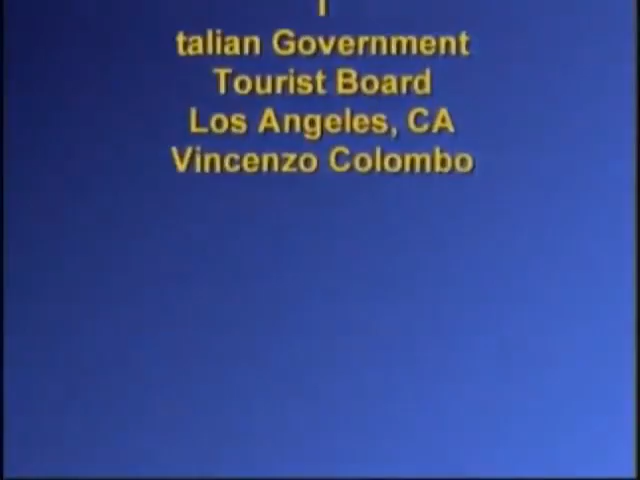 I
talian Government
Tourist Board
Los Angeles, CA
Vincenzo Colombo